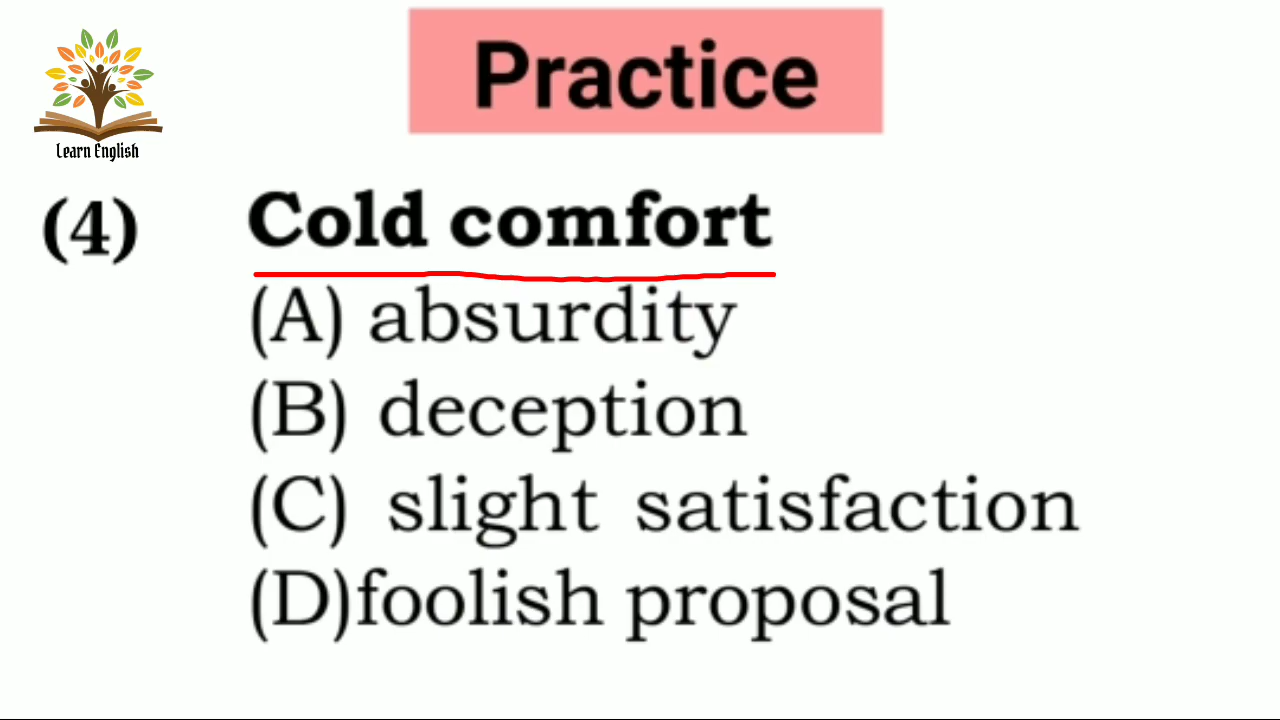 Practice
Learn English
(4) Cold comfort
(A) absurdity
(B) deception
(C) slight satisfaction
(D)foolish proposal